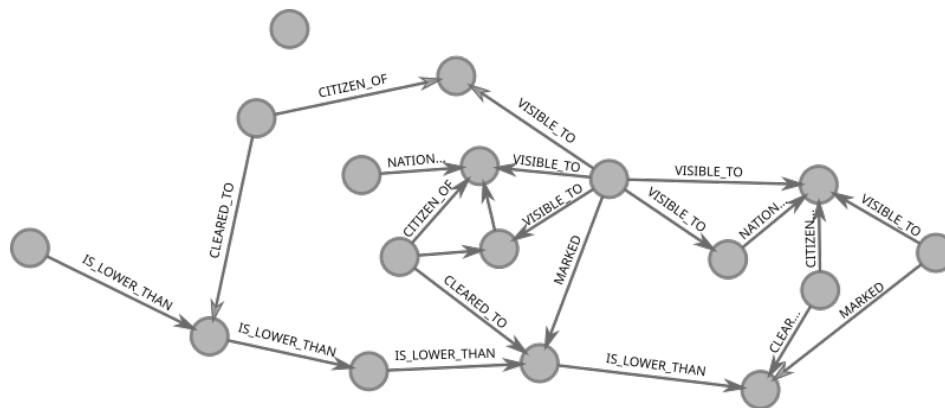 CITIZEN_OF
VISIBLE_TO
NATION...
VISIBLE_TO
VISIBLE_TO
CITIZEN_OF
VISIBLE_TO
VISIBLE_TO
NATION...
CITIZEN...
VISIBLE_TO
CLEARED_TO
MARKED
CLEARED_TO
IS_LOWER_THAN
MARKED
CLEAR...
IS_LOWER_THAN
IS_LOWER_THAN
IS_LOWER_THAN